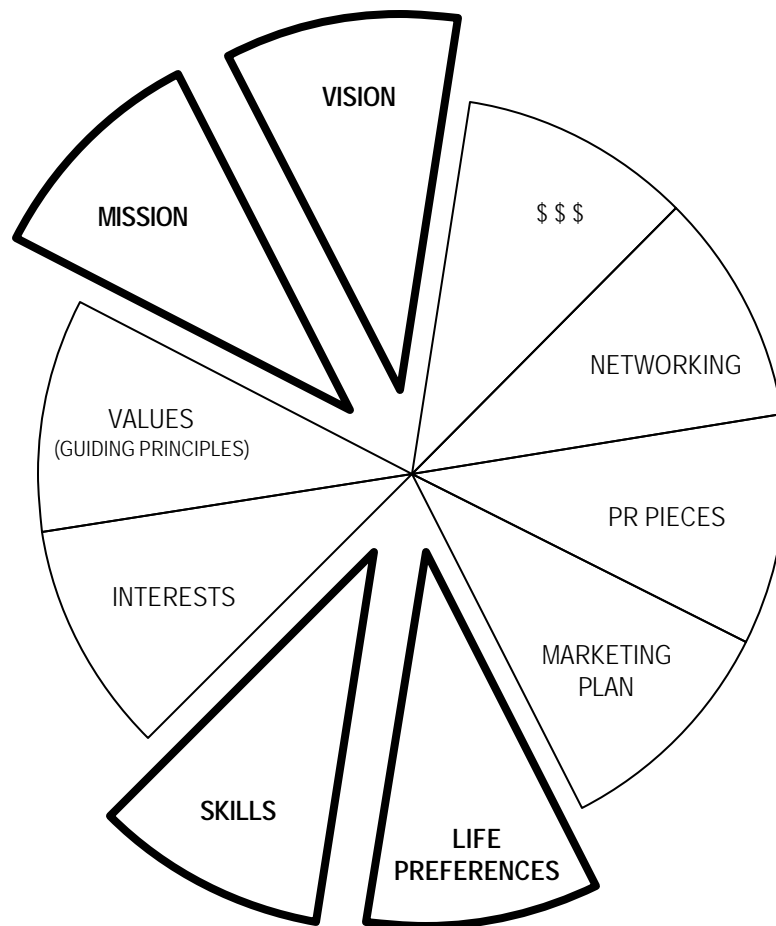 VISION
MISSION
$ $ $
NETWORKING
VALUES
(GUIDING PRINCIPLES)
PR PIECES
INTERESTS
MARKETING
PLAN
SKILLS
LIFE
PREFERENCES